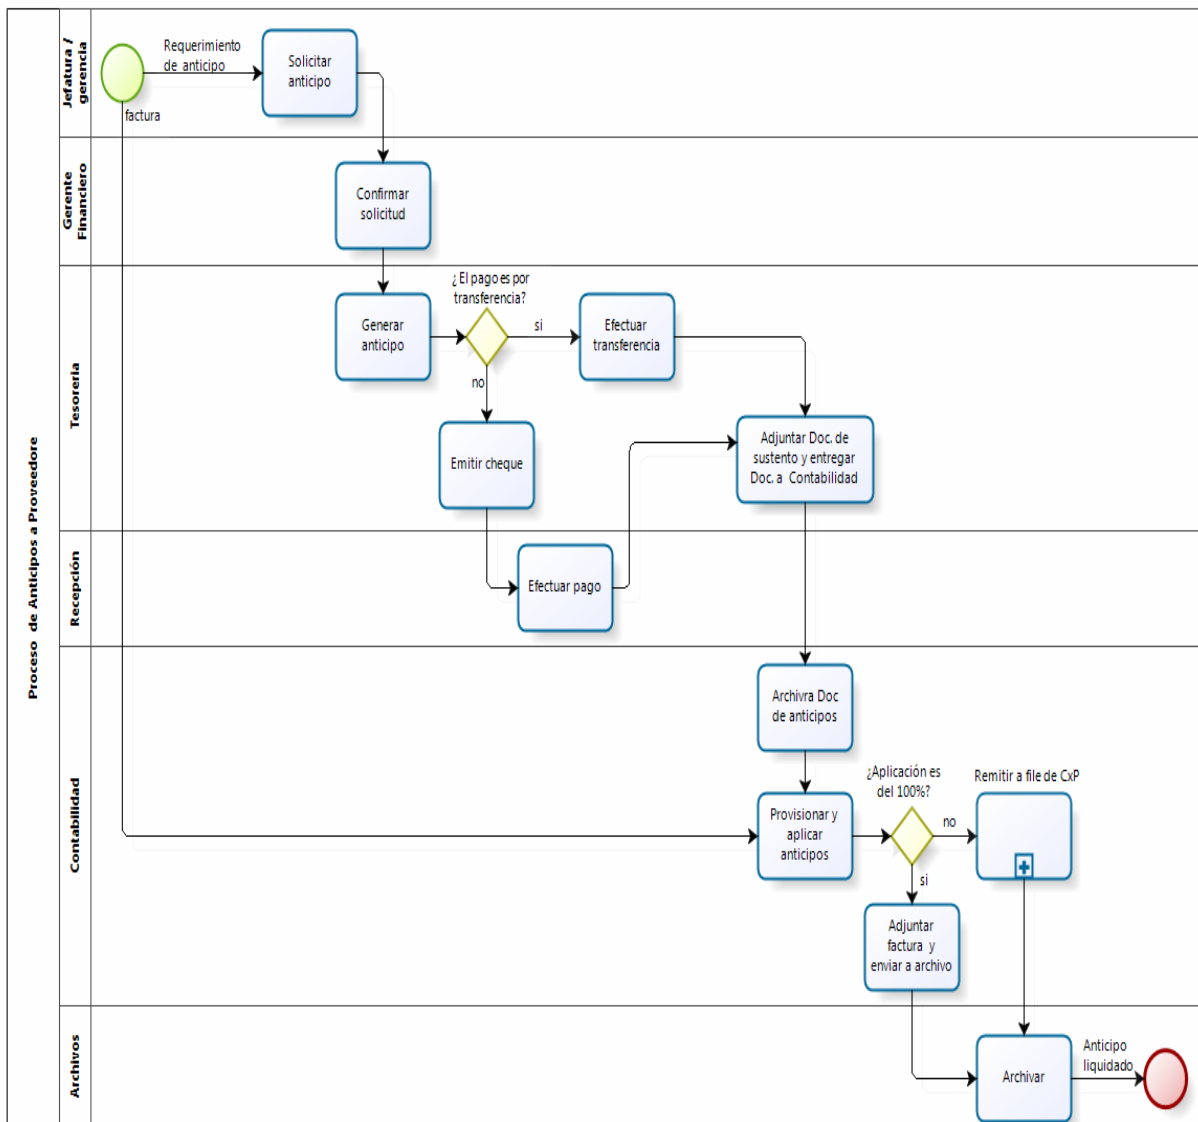 Proceso de Anticipos a Proveedore
Jefatura /
gerencia
Requerimiento
de anticipo
factura
Solicitar
anticipo
Gerente
Financiero
Confirmar
solicitud
Tesoreria
Generar
anticipo
¿ El pago es por
transferencia?
si
no
Efectuar
transferencia
Emitir cheque
Adjuntar Doc. de
sustento y entregar
Doc. a Contabilidad
Recepción
Efectuar pago
Contabilidad
Archivra Doc
de anticipos
Provisionar y
aplicar
anticipos
¿Aplicación es
del 100%?
no
si
Remitir a file de CxP
Adjuntar
factura y
enviar a archivo
Archivos
Archivar
Anticipo
liquidado